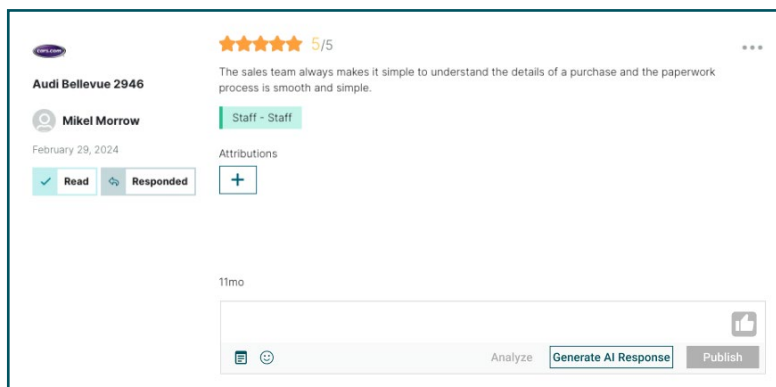 cars.com
5/5
The sales team always makes it simple to understand the details of a purchase and the paperwork
process is smooth and simple.
Audi Bellevue 2946
Mikel Morrow
Staff - Staff
February 29, 2024
Attributions
Read
Responded
+
11mo
Analyze
Generate AI Response
Publish